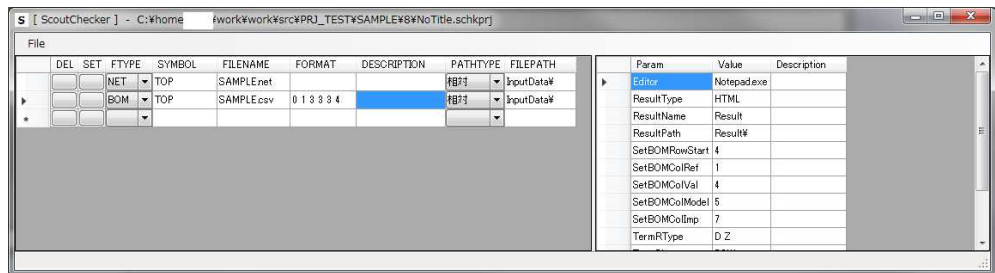 S [ ScoutChecker ] - C:¥home ¥work¥work¥src¥PRJ_TEST¥SAMPLE¥8¥NoTitle.schkprj
File
DEL SET FTYPE SYMBOL FILENAME FORMAT DESCRIPTION PATHTYPE FILEPATH
NET TOP SAMPLE.net 相対 InputData¥
BOM TOP SAMPLE.csv 0 1 3 3 3 4 相対 InputData¥
Param Value Description
Editor Notepad.exe
ResultType HTML
ResultName Result
ResultPath Result¥
SetBOMRowStart 4
SetBOMColRef 1
SetBOMColVal 4
SetBOMColModel 5
SetBOMColImp 7
TermRType D Z